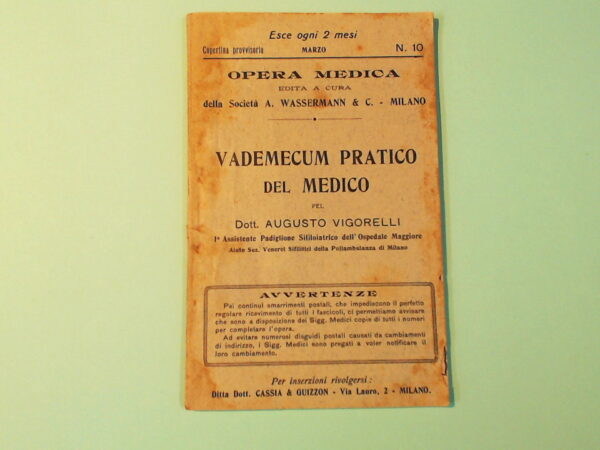 Esce ogni 2 mesi
Copertina provvisoria MARZO N. 10
OPERA MEDICA
EDITA A CURA
della Società A. WASSERMANN & C. - MILANO
VADEMECUM PRATICO
DEL MEDICO
PEL
Dott. AUGUSTO VIGORELLI
1º Assistente Padiglione Sifiloiatrico dell'Ospedale Maggiore
Aiuto Sez. Venerei Sifilitici della Poliambulanza di Milano
AVVERTENZE
Pei continui smarrimenti postali, che impediscono il perfetto
regolare ricevimento di tutti i fascicoli, ci permettiamo avvisare
che sono a disposizione dei Sigg. Medici copie di tutti i numeri
per completare l'opera.
Ad evitare numerosi disguidi postali causati da cambiamenti
di indirizzo, i Sigg. Medici sono pregati a voler notificare il
loro cambiamento.
Per inserzioni rivolgersi:
Ditta Dott. CASSIA & GUIZZON - Via Lauro, 2 - MILANO.